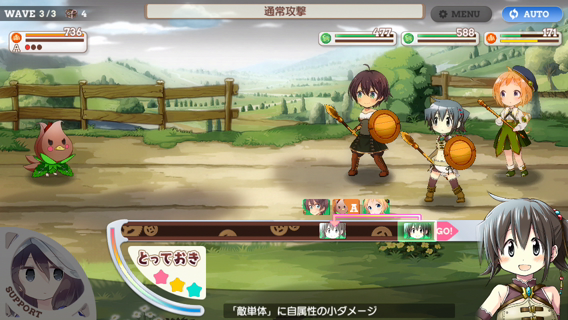 WAVE 3/3 4
通常攻撃
MENU
AUTO
736
A
477
588
171
A
GO!
とっておき
SUPPORT
「敵単体」に自属性の小ダメージ